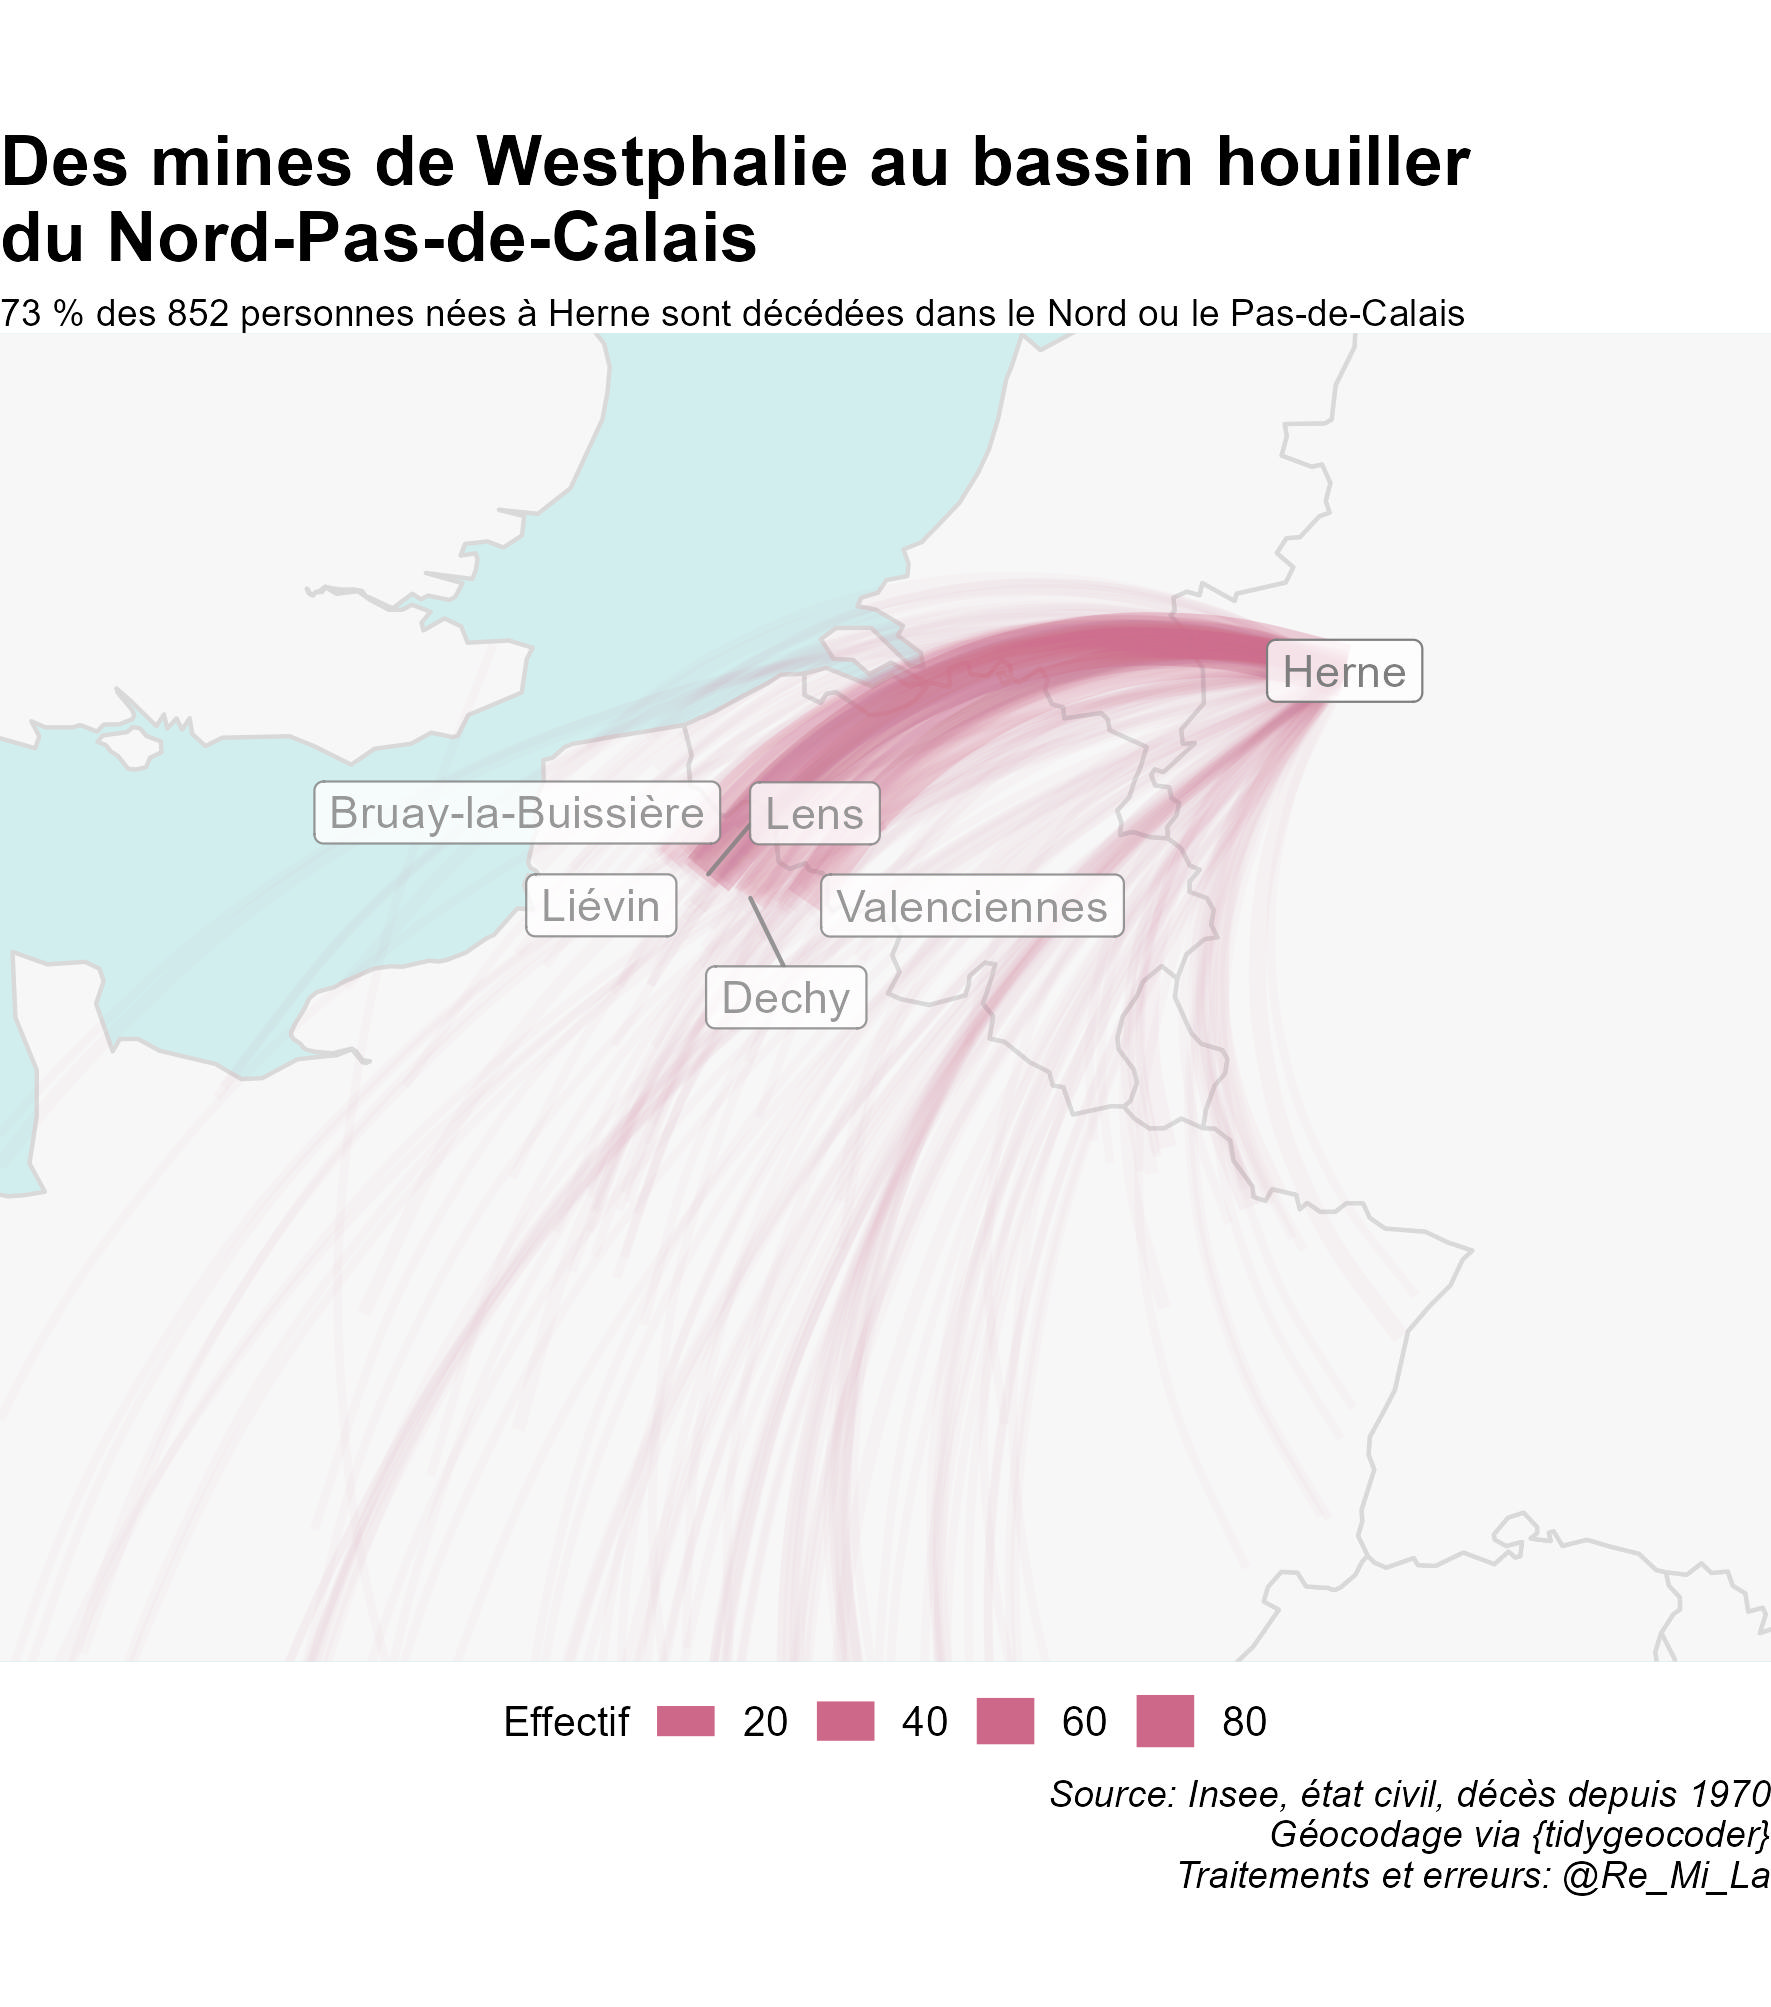 Des mines de Westphalie au bassin houiller
du Nord-Pas-de-Calais
73 % des 852 personnes nées à Herne sont décédées dans le Nord ou le Pas-de-Calais
Herne
Bruay-la-Buissière
Lens
Liévin
Valenciennes
Dechy
Effectif 20 40 60 80
Source: Insee, état civil, décès depuis 1970
Géocodage via {tidygeocoder}
Traitements et erreurs: @Re_Mi_La